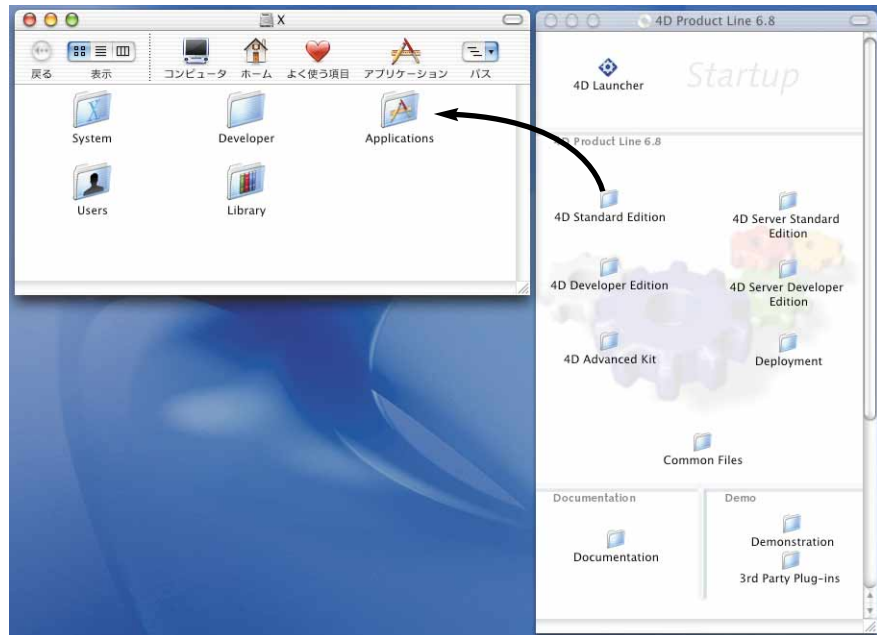 X
戻る
表示
コンピュータ
ホーム
よく使う項目
アプリケーション
パス
System
Developer
Applications
Users
Library
4D Product Line 6.8
4D Launcher
Startup
4D Product Line 6.8
4D Standard Edition
4D Server Standard
Edition
4D Developer Edition
4D Server Developer
Edition
4D Advanced Kit
Deployment
Common Files
Documentation
Documentation
Demo
Demonstration
3rd Party Plug-ins